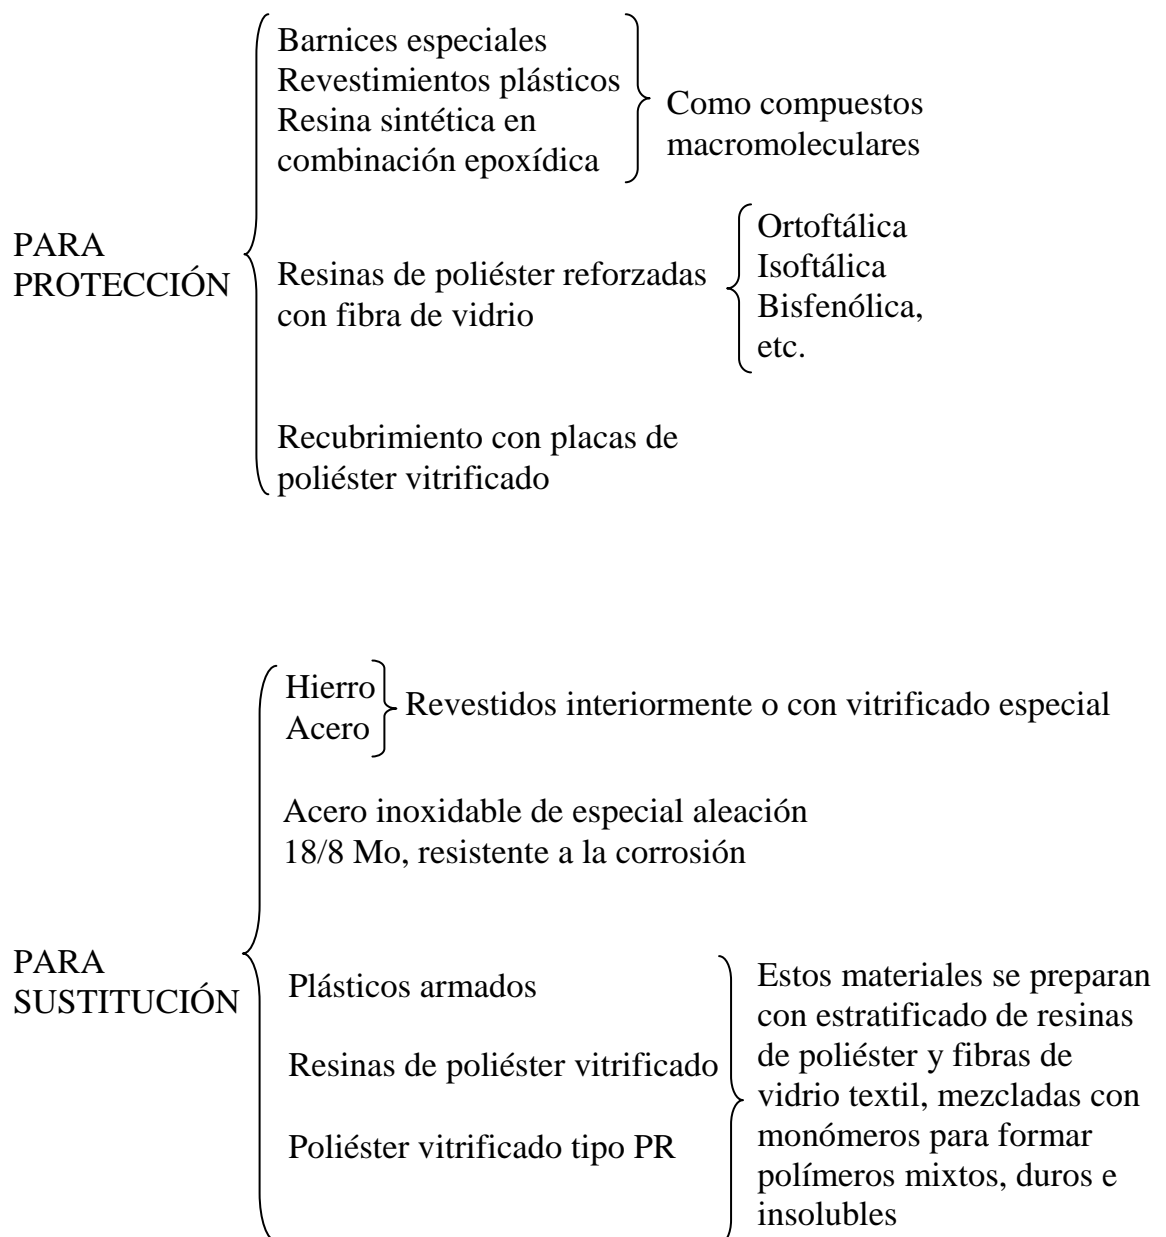 Barnices especiales
Revestimientos plásticos
Resina sintética en
combinación epoxídica
Como compuestos
macromoleculares
PARA
PROTECCIÓN
Resinas de poliéster reforzadas
con fibra de vidrio
Ortoftálica
Isoftálica
Bisfenólica,
etc.
Recubrimiento con placas de
poliéster vitrificado
Hierro
Acero
Revestidos interiormente o con vitrificado especial
Acero inoxidable de especial aleación
18/8 Mo, resistente a la corrosión
PARA
SUSTITUCIÓN
Plásticos armados
Resinas de poliéster vitrificado
Poliéster vitrificado tipo PR
Estos materiales se preparan
con estratificado de resinas
de poliéster y fibras de
vidrio textil, mezcladas con
monómeros para formar
polímeros mixtos, duros e
insolubles